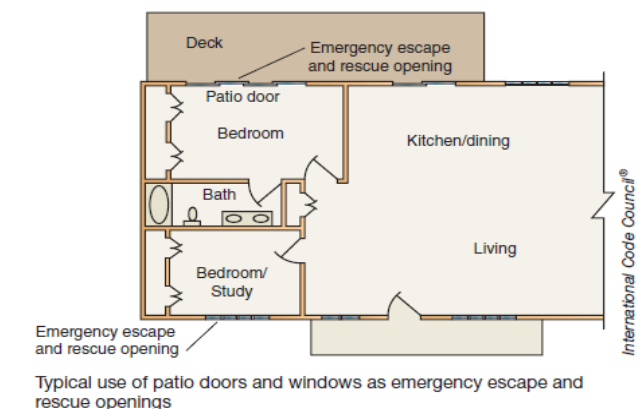 Deck
Emergency escape
and rescue opening
Patio door
Bedroom
Kitchen/dining
Bath
Living
Bedroom/
Study
Emergency escape
and rescue opening
International Code Council®
Typical use of patio doors and windows as emergency escape and
rescue openings